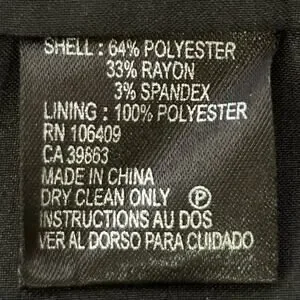 SHELL: 64% POLYESTER
33% RAYON
3% SPANDEX
LINING: 100% POLYESTER
RN 106409
CA 39863
MADE IN CHINA
DRY CLEAN ONLY Ⓟ
INSTRUCTIONS AU DOS
VER AL DORSO PARA CUIDADO